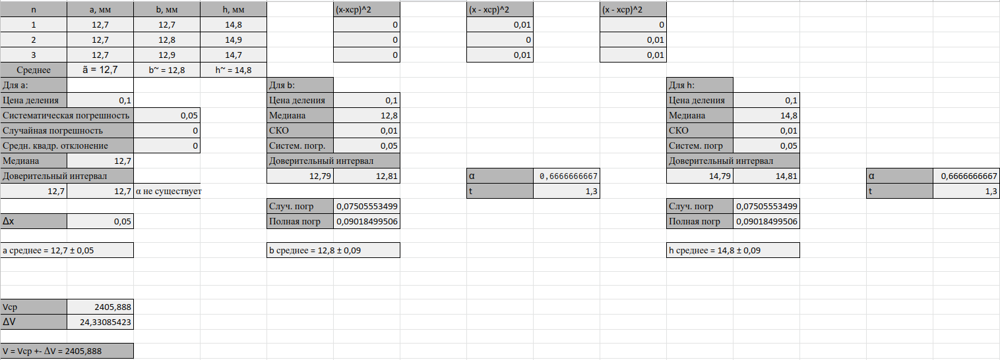 n a, мм b, мм h, мм (x-xср)^2 (x - xср)^2 (x - xср)^2
1 12,7 12,7 14,8 0 0,01 0
2 12,7 12,8 14,9 0 0 0,01
3 12,7 12,9 14,7 0 0,01 0,01
Среднее ã = 12,7 b~ = 12,8 h~ = 14,8
Для a: Для b: Для h:
Цена деления 0,1 Цена деления 0,1 Цена деления 0,1
Систематическая погрешность 0,05 Медиана 12,8 Медиана 14,8
Случайная погрешность 0 СКО 0,01 СКО 0,01
Средн. квадр. отклонение 0 Систем. погр. 0,05 Систем. погр 0,05
Медиана 12,7 Доверительный интервал Доверительный интервал
Доверительный интервал 12,79 12,81 α 0,6666666667 14,79 14,81 α 0,6666666667
12,7 12,7 α не существует t 1,3 t 1,3
Случ. погр 0,07505553499 Случ. погр 0,07505553499
Δx 0,05 Полная погр 0,09018499506 Полная погр 0,09018499506
a среднее = 12,7 ± 0,05 b среднее = 12,8 ± 0,09 h среднее = 14,8 ± 0,09
Vср 2405,888
ΔV 24,33085423
V = Vср +- ΔV = 2405,888